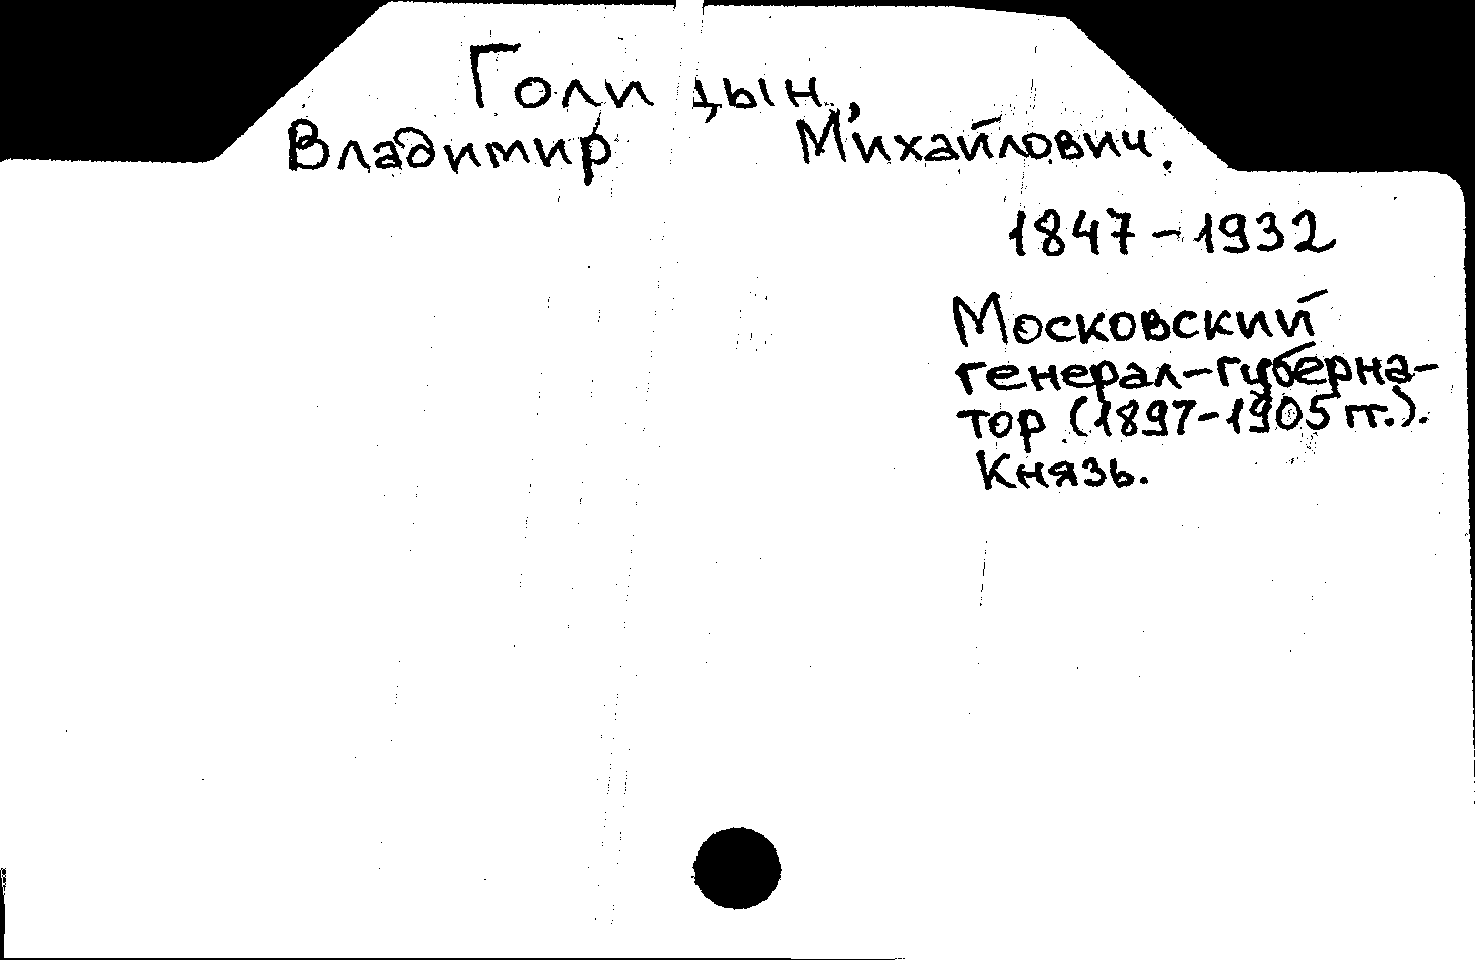 Голицын,
Владимир Михайлович.
1847-1932
Московский
генерал-губерна-
тор (1897-1905 гг.).
Князь.